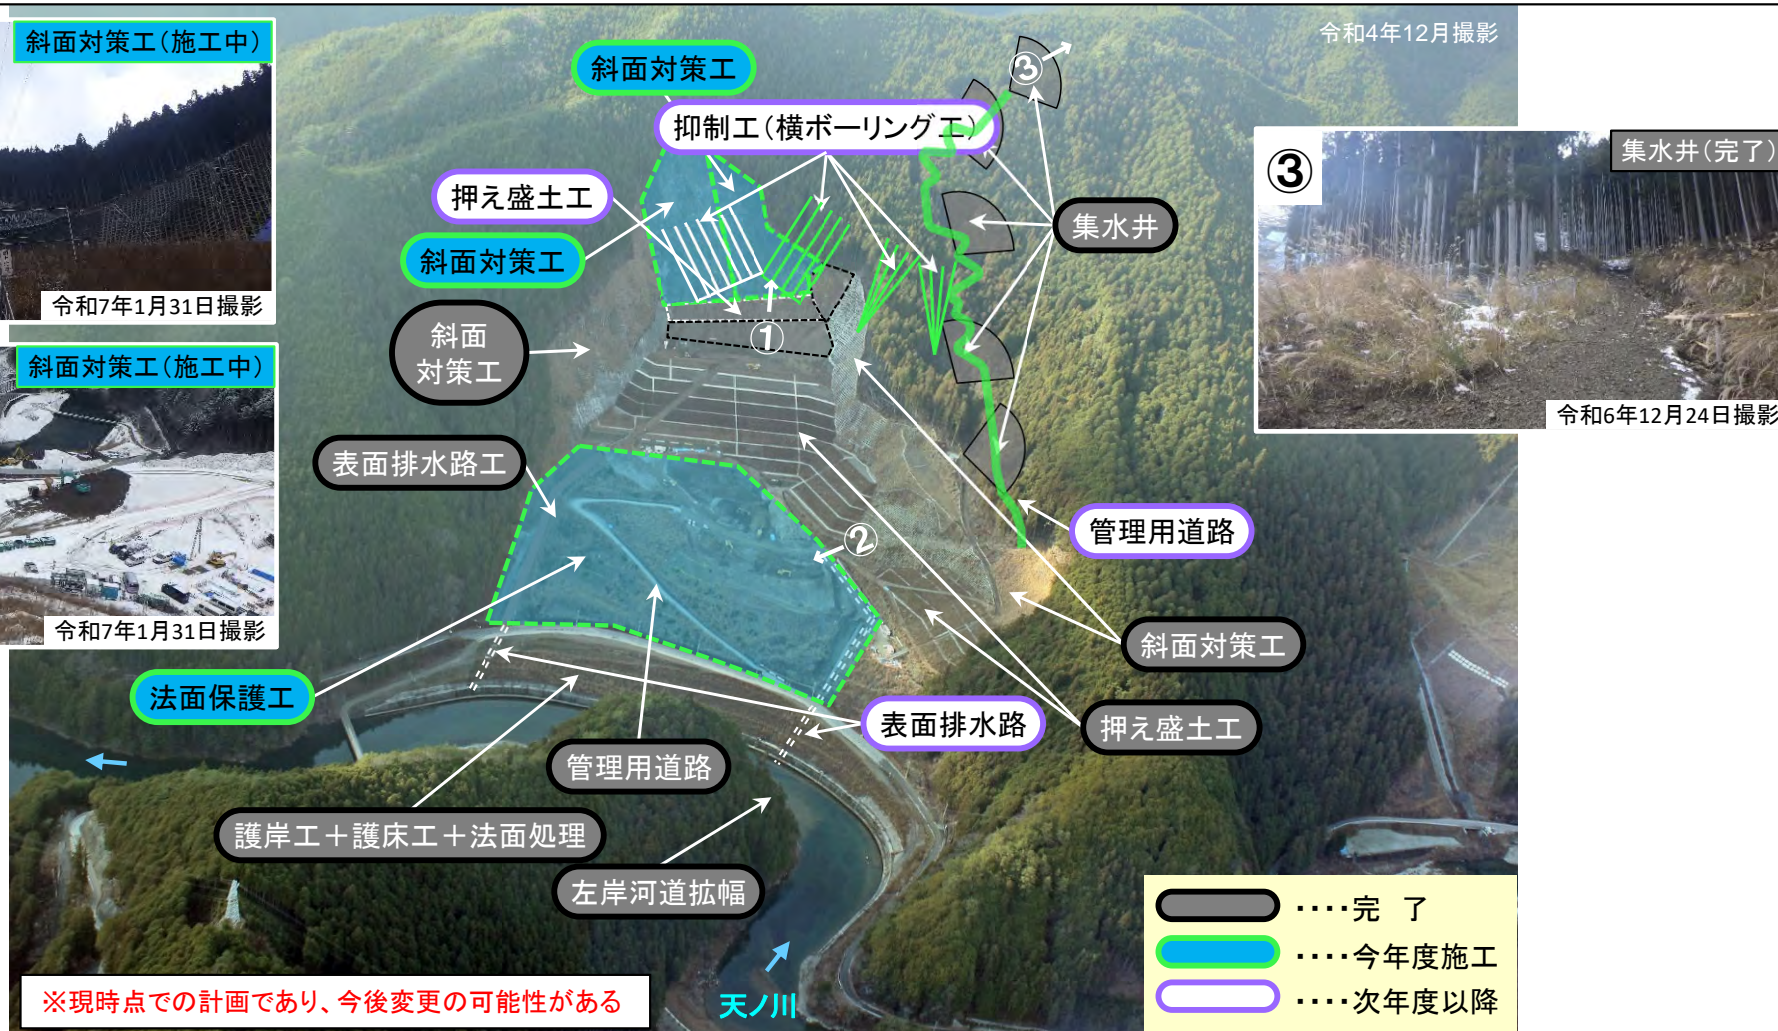 斜面対策工(施工中)
令和7年1月31日撮影
斜面対策工(施工中)
令和7年1月31日撮影
令和4年12月撮影
斜面対策工
抑制工(横ボーリング工)
押え盛土工
斜面対策工
斜面
対策工
表面排水路工
法面保護工
①
②
③
集水井
管理用道路
斜面対策工
押え盛土工
表面排水路
管理用道路
護岸工＋護床工＋法面処理
左岸河道拡幅
天ノ川
③
集水井(完了)
令和6年12月24日撮影
※現時点での計画であり、今後変更の可能性がある
････完　了
････今年度施工
････次年度以降